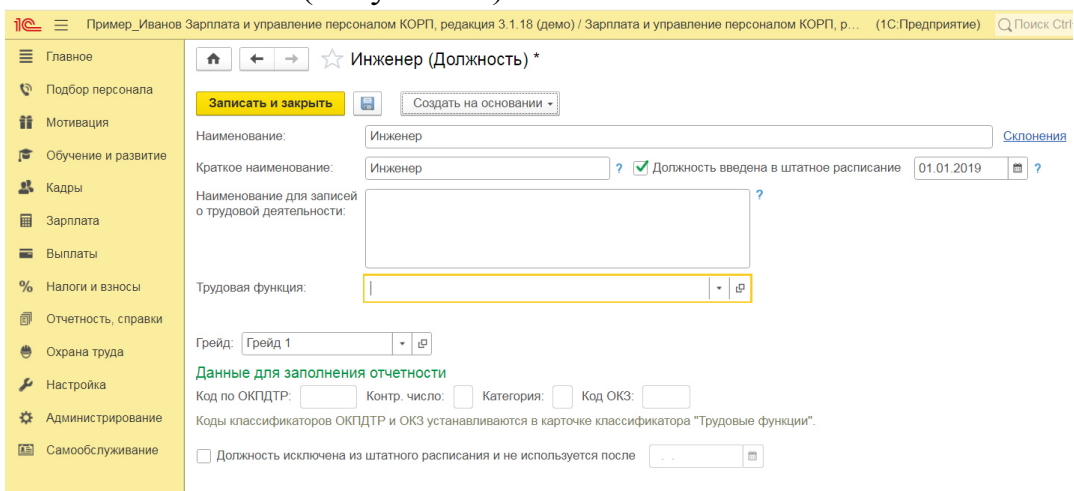 Пример_Иванов Зарплата и управление персоналом КОРП, редакция 3.1.18 (демо) / Зарплата и управление персоналом КОРП, р... (1С:Предприятие) Поиск Ctrl
Главное
Инженер (Должность) *
Подбор персонала
Записать и закрыть Создать на основании
Мотивация
Наименование: Инженер Склонения
Обучение и развитие
Краткое наименование: Инженер ? Должность введена в штатное расписание 01.01.2019 ?
Кадры
Наименование для записей
о трудовой деятельности: ?
Зарплата
Выплаты
Налоги и взносы
Трудовая функция:
Отчетность, справки
Грейд: Грейд 1
Охрана труда
Данные для заполнения отчетности
Настройка
Код по ОКПДТР: Контр. число: Категория: Код ОКЗ:
Администрирование
Коды классификаторов ОКПДТР и ОКЗ устанавливаются в карточке классификатора "Трудовые функции".
Самообслуживание
Должность исключена из штатного расписания и не используется после . .